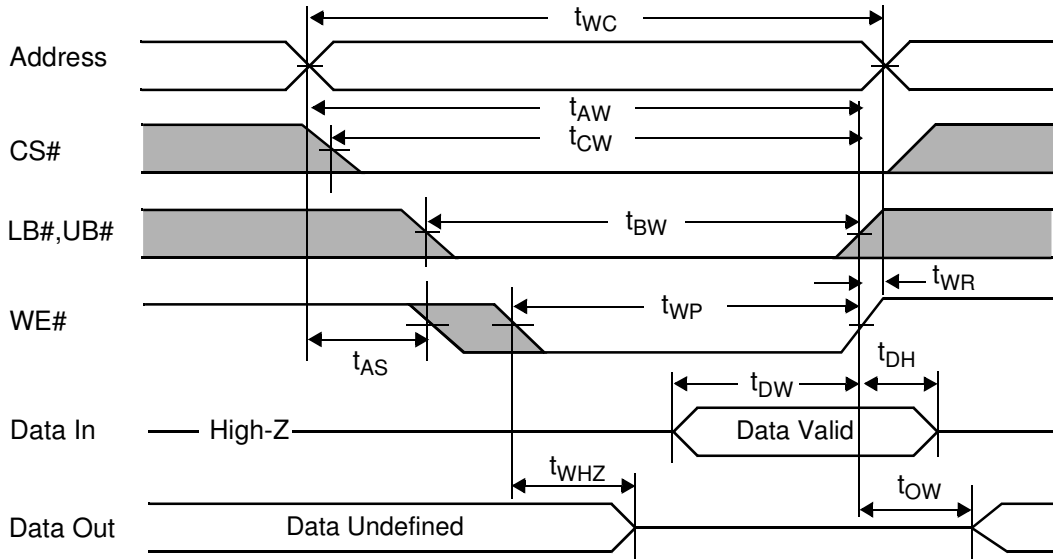 tWC
Address
tAW
CS#
tCW
LB#,UB#
tBW
tWR
WE#
tWP
tAS
tDH
tDW
Data In
High-Z
Data Valid
tWHZ
tOW
Data Out
Data Undefined